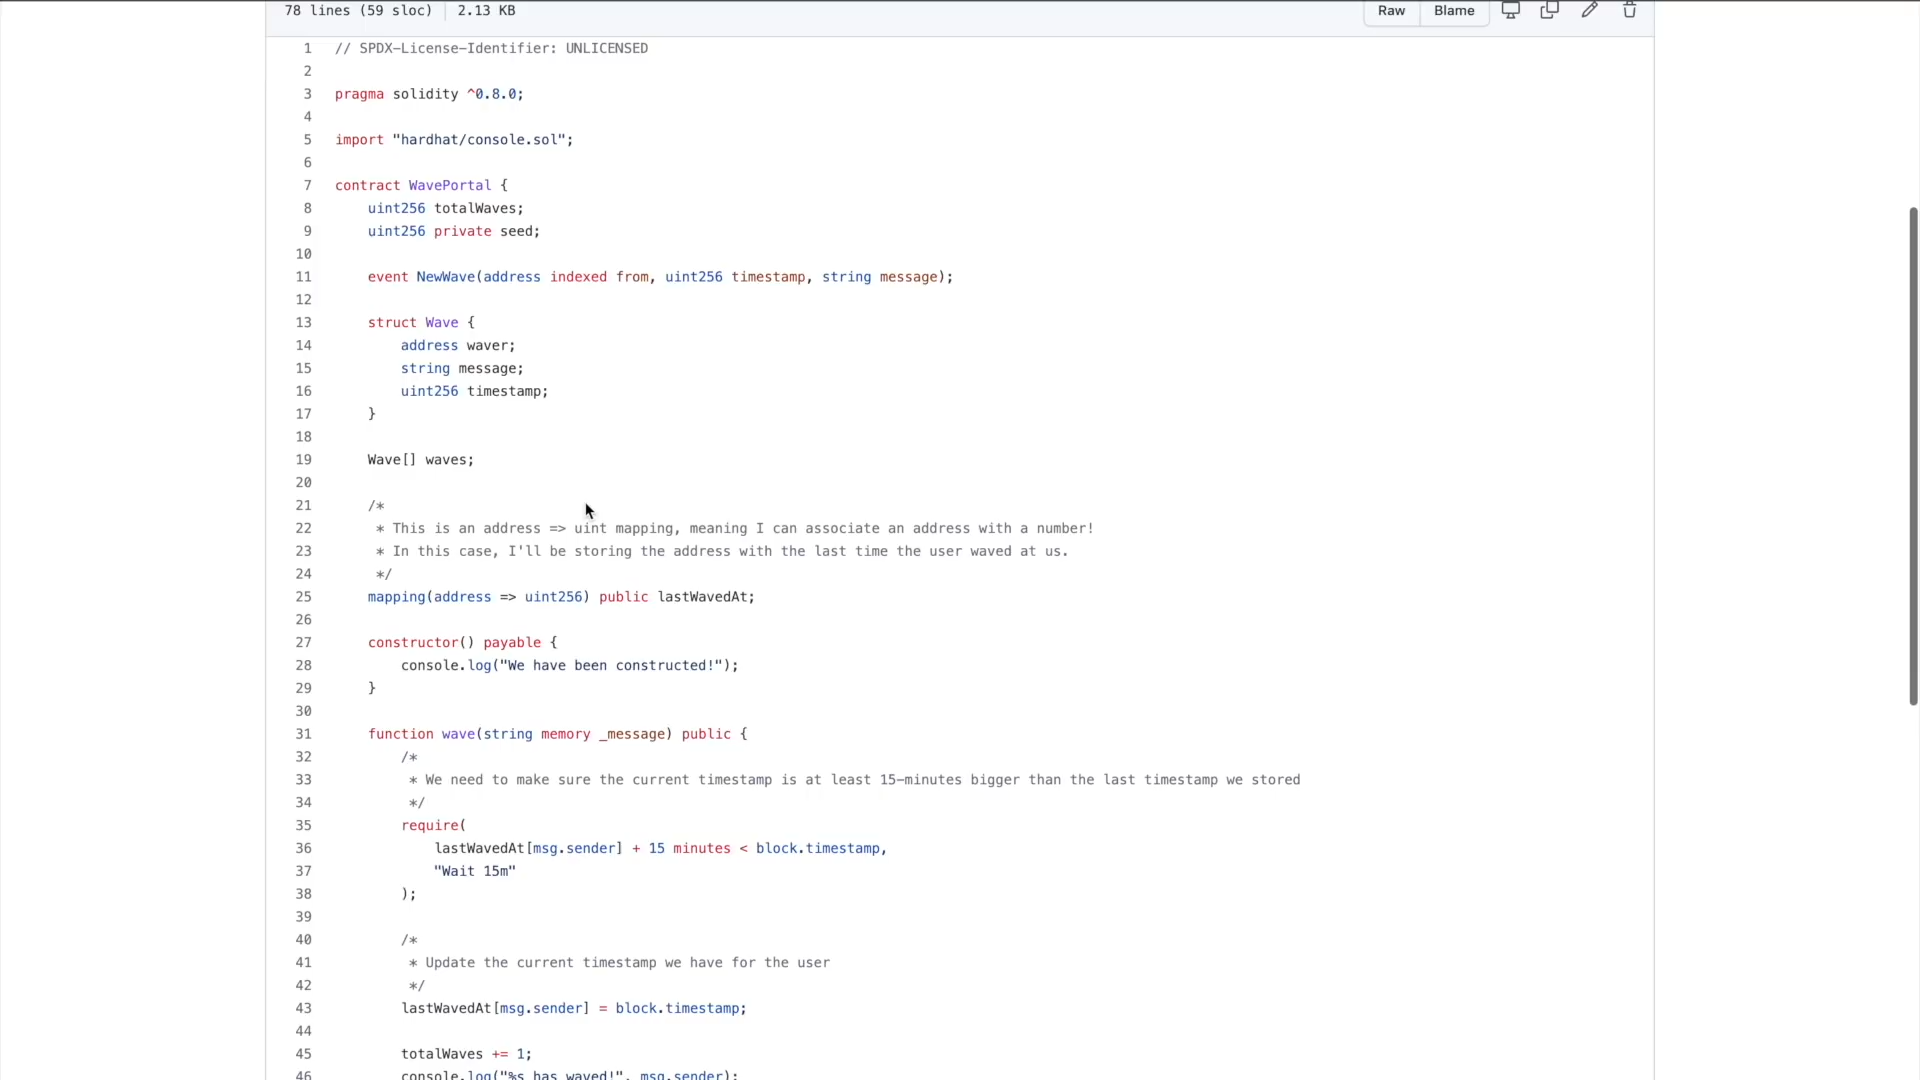 78 lines (59 sloc) 2.13 KB Raw Blame
1 // SPDX-License-Identifier: UNLICENSED
2
3 pragma solidity ^0.8.0;
4
5 import "hardhat/console.sol";
6
7 contract WavePortal {
8     uint256 totalWaves;
9     uint256 private seed;
10
11     event NewWave(address indexed from, uint256 timestamp, string message);
12
13     struct Wave {
14         address waver;
15         string message;
16         uint256 timestamp;
17     }
18
19     Wave[] waves;
20
21     /*
22      * This is an address => uint mapping, meaning I can associate an address with a number!
23      * In this case, I'll be storing the address with the last time the user waved at us.
24      */
25     mapping(address => uint256) public lastWavedAt;
26
27     constructor() payable {
28         console.log("We have been constructed!");
29     }
30
31     function wave(string memory _message) public {
32         /*
33          * We need to make sure the current timestamp is at least 15-minutes bigger than the last timestamp we stored
34          */
35         require(
36             lastWavedAt[msg.sender] + 15 minutes < block.timestamp,
37             "Wait 15m"
38         );
39
40         /*
41          * Update the current timestamp we have for the user
42          */
43         lastWavedAt[msg.sender] = block.timestamp;
44
45         totalWaves += 1;
46         console.log("%s has waved!", msg.sender);